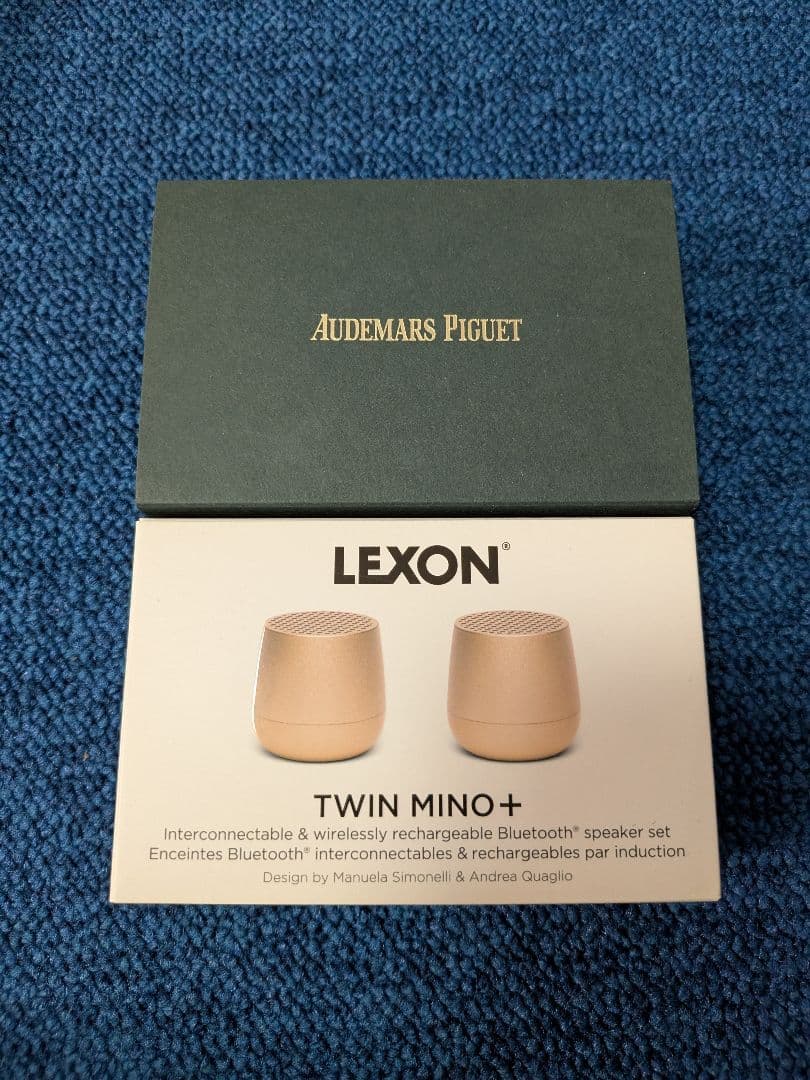 AUDEMARS PIGUET
LEXON®
TWIN MINO+
Interconnectable & wirelessly rechargeable Bluetooth® speaker set
Enceintes Bluetooth® interconnectables & rechargeables par induction
Design by Manuela Simonelli & Andrea Quaglio